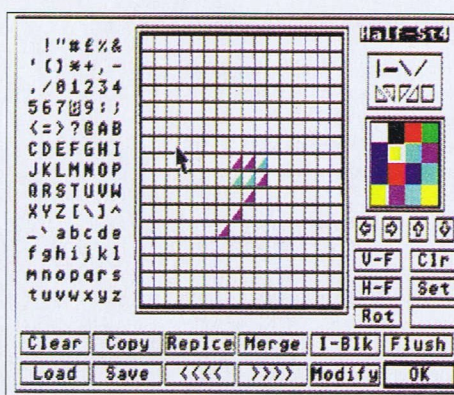 Half-St4
!"#£%&
'()*+,-
./01234
56789:;
<=>?@AB
CDEFGHI
JKLMNOP
QRSTUVW
XYZ[\]^
_`abcde
fghijkl
mnopqrs
tuvwxyz
V-F Clr
H-F Set
Rot
Clear Copy Replce Merge I-Blk Flush
Load Save <<<< >>>> Modify OK